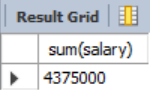 Result Grid
sum(salary)
4375000